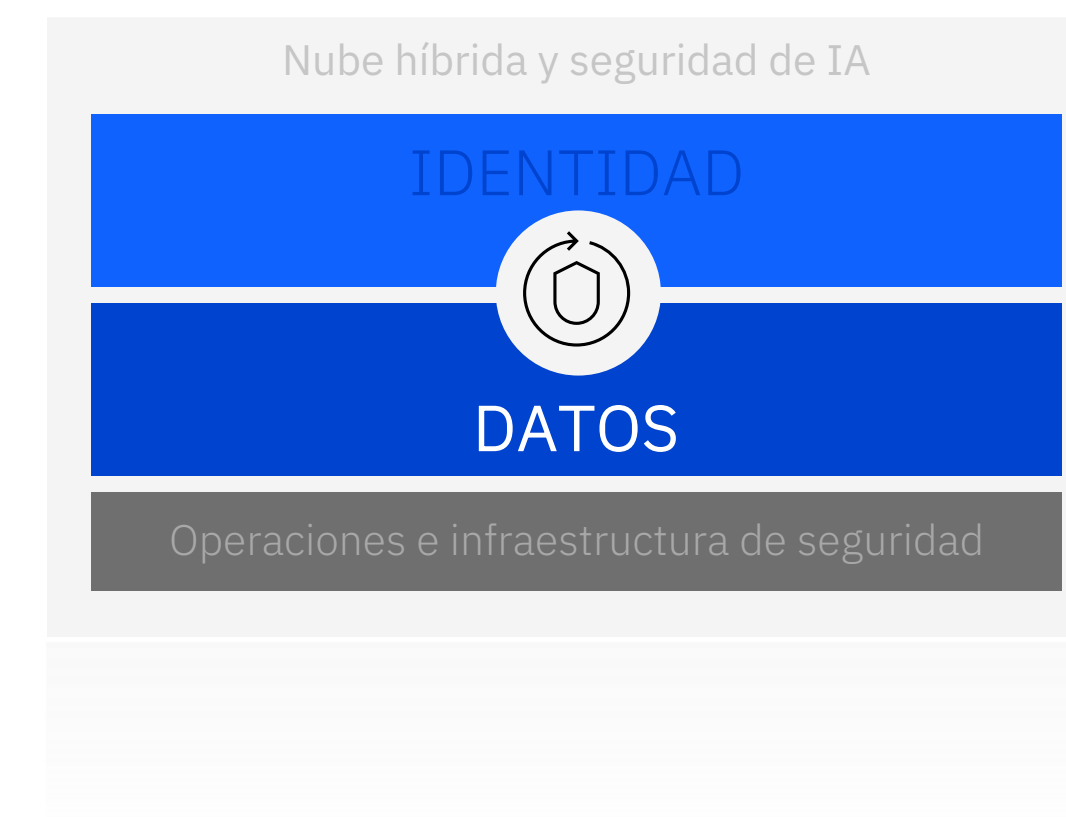 Nube híbrida y seguridad de IA
IDENTIDAD
DATOS
Operaciones e infraestructura de seguridad